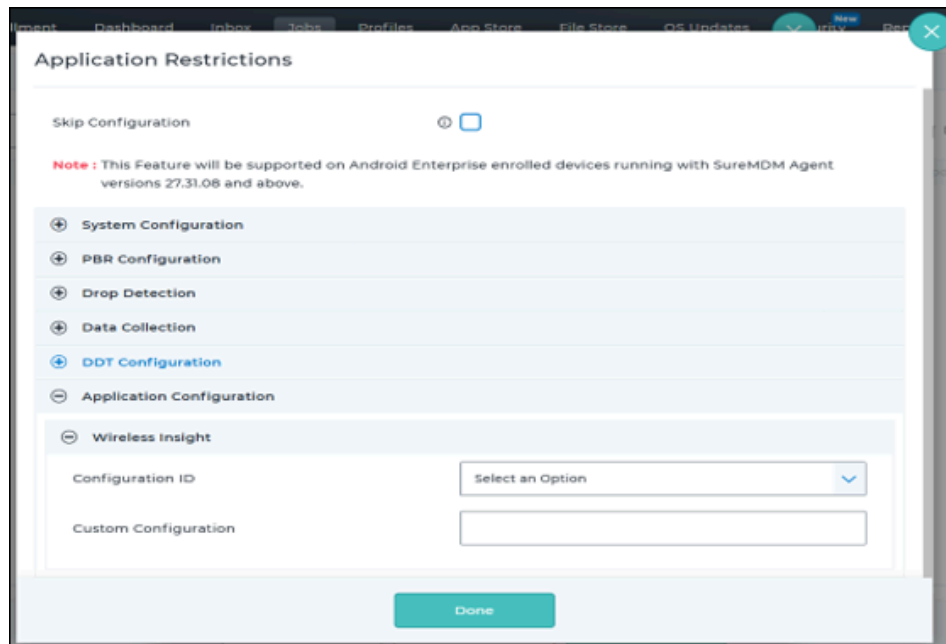 llment Dashboard Inbox Jobs Profiles App Store File Store OS Updates urity New Rep
Application Restrictions
Skip Configuration
Note : This Feature will be supported on Android Enterprise enrolled devices running with SureMDM Agent
versions 27.31.08 and above.
System Configuration
PBR Configuration
Drop Detection
Data Collection
DDT Configuration
Application Configuration
Wireless Insight
Configuration ID Select an Option
Custom Configuration
Done